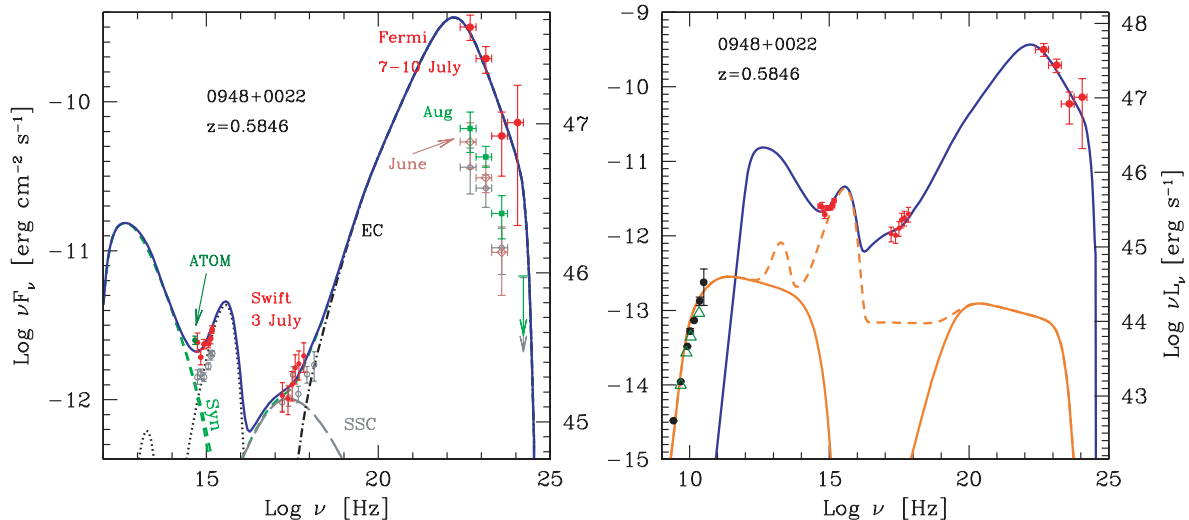 Fermi
7-10 July
0948+0022
z=0.5846
Aug
June
EC
ATOM
Swift
3 July
Syn
SSC
-10
-11
-12
47
46
45
15
20
25
Log ν [Hz]
Log νFν [erg cm−2 s−1]
0948+0022
z=0.5846
-9
-10
-11
-12
-13
-14
-15
48
47
46
45
44
43
10
15
20
25
Log ν [Hz]
Log νLν [erg s−1]